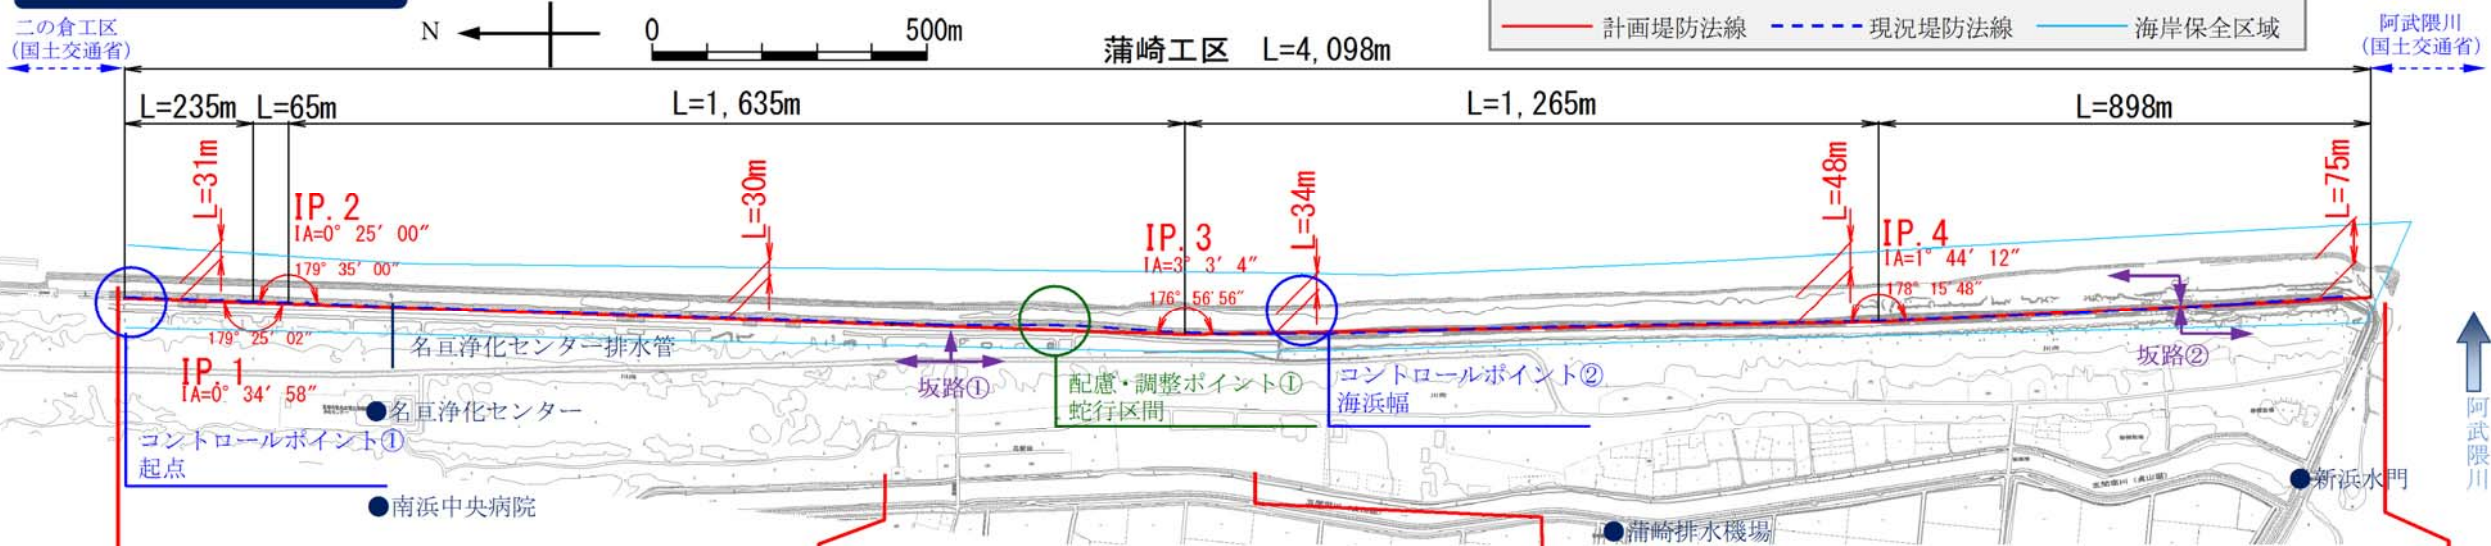 二の倉工区
(国土交通省)
N
0
500m
計画堤防法線
現況堤防法線
海岸保全区域
阿武隈川
(国土交通省)
蒲崎工区 L=4,098m
L=235m
L=65m
L=1,635m
L=1,265m
L=898m
L=31m
L=30m
L=34m
L=48m
L=75m
IP.2
IA=0° 25′ 00″
179° 35′ 00″
IP.3
IA=3° 3′ 4″
176° 56′56″
IP.4
IA=1° 44′ 12″
178° 15′48″
179° 25′ 02″
IP.1
IA=0° 34′ 58″
名亘浄化センター排水管
名亘浄化センター
コントロールポイント①
起点
南浜中央病院
坂路①
配慮・調整ポイント①
蛇行区間
コントロールポイント②
海浜幅
坂路②
阿武隈川
新浜水門
蒲崎排水機場